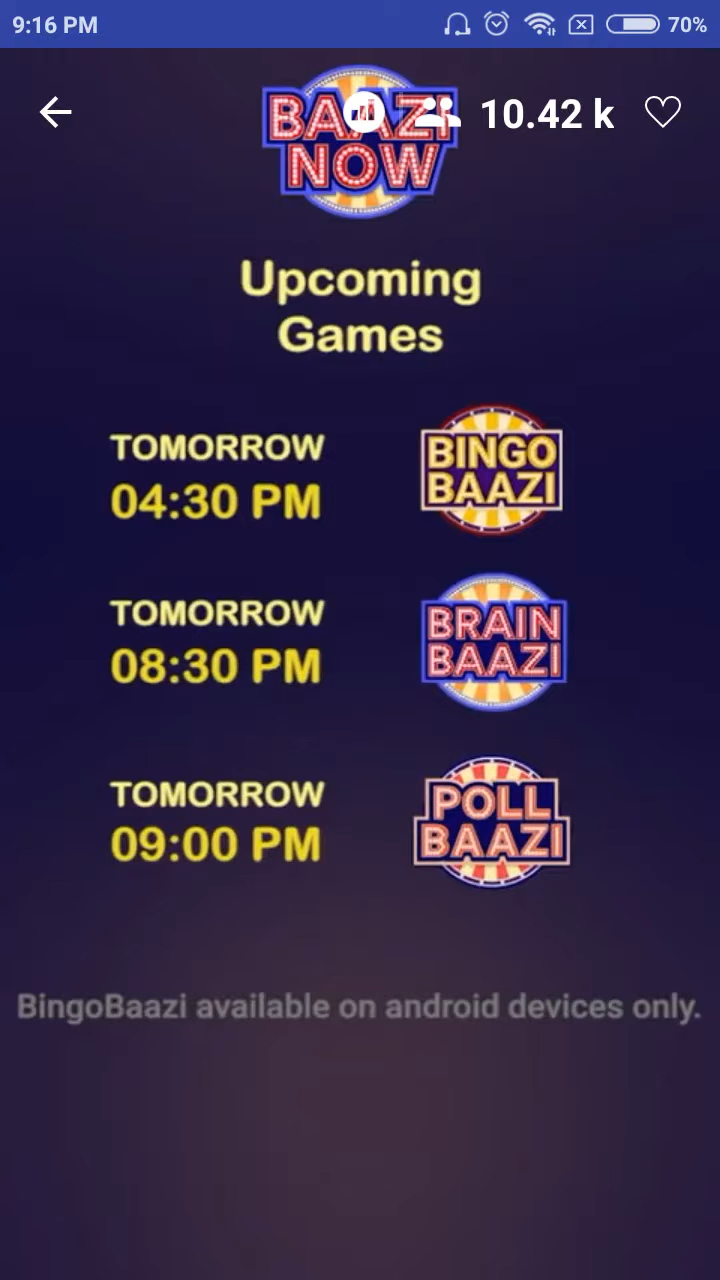 9:16 PM
70%
BAAZI
NOW
10.42 k
Upcoming
Games
TOMORROW
04:30 PM
BINGO
BAAZI
TOMORROW
08:30 PM
BRAIN
BAAZI
TOMORROW
09:00 PM
POLL
BAAZI
BingoBaazi available on android devices only.